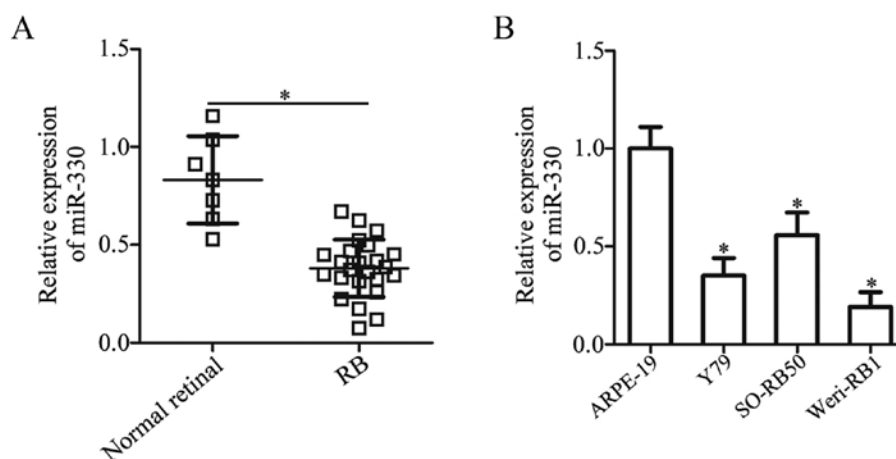 A
Relative expression
of miR-330
1.5
1.0
0.5
0.0
*
Normal retinal
RB
B
Relative expression
of miR-330
1.5
1.0
0.5
0.0
*
*
*
ARPE-19
Y79
SO-RB50
Weri-RB1